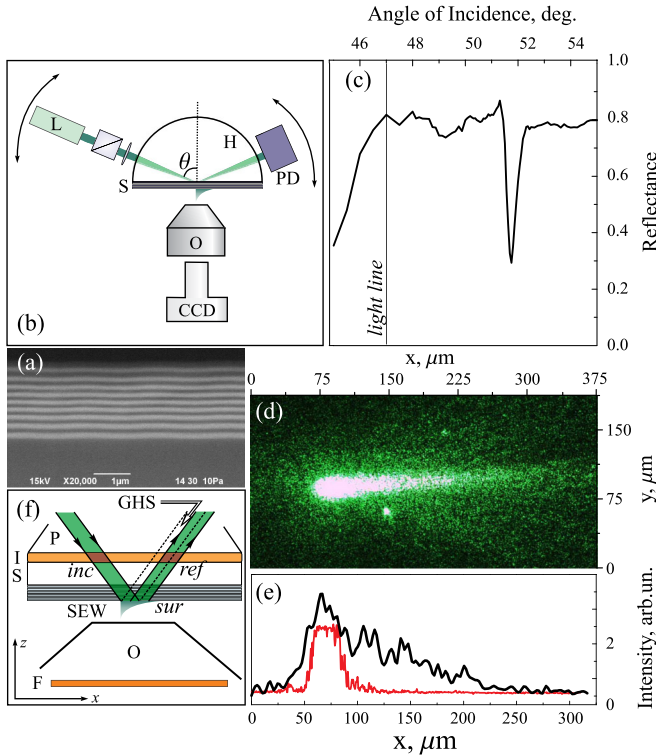 Angle of Incidence, deg.
46 48 50 52 54
(c)
1.0
0.8
0.6
0.4
0.2
0.0
Reflectance
light line
L
H
θ
S
PD
O
CCD
(b)
(a)
15kV X20,000 1µm 14 30 10Pa
x, µm
0 75 150 225 300 375
(d)
150
75
0
y, µm
(f)
GHS
P
I
S
inc
ref
SEW
sur
O
z
F
x
(e)
2
0
Intensity, arb.un.
0 50 100 150 200 250 300
x, µm